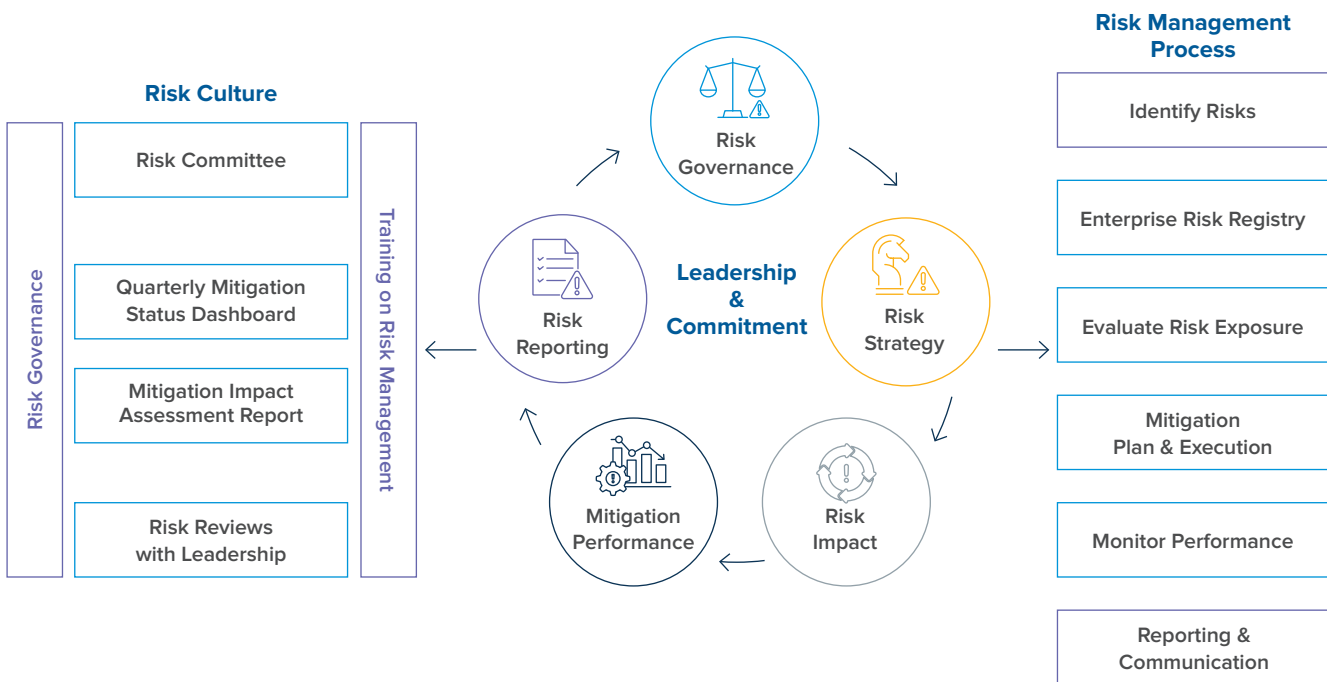 Risk Culture
Risk Governance
Risk Committee
Quarterly Mitigation
Status Dashboard
Mitigation Impact
Assessment Report
Risk Reviews
with Leadership
Training on Risk Management
Risk
Governance
Risk
Strategy
Risk
Impact
Mitigation
Performance
Risk
Reporting
Leadership
&
Commitment
Risk Management
Process
Identify Risks
Enterprise Risk Registry
Evaluate Risk Exposure
Mitigation
Plan & Execution
Monitor Performance
Reporting &
Communication